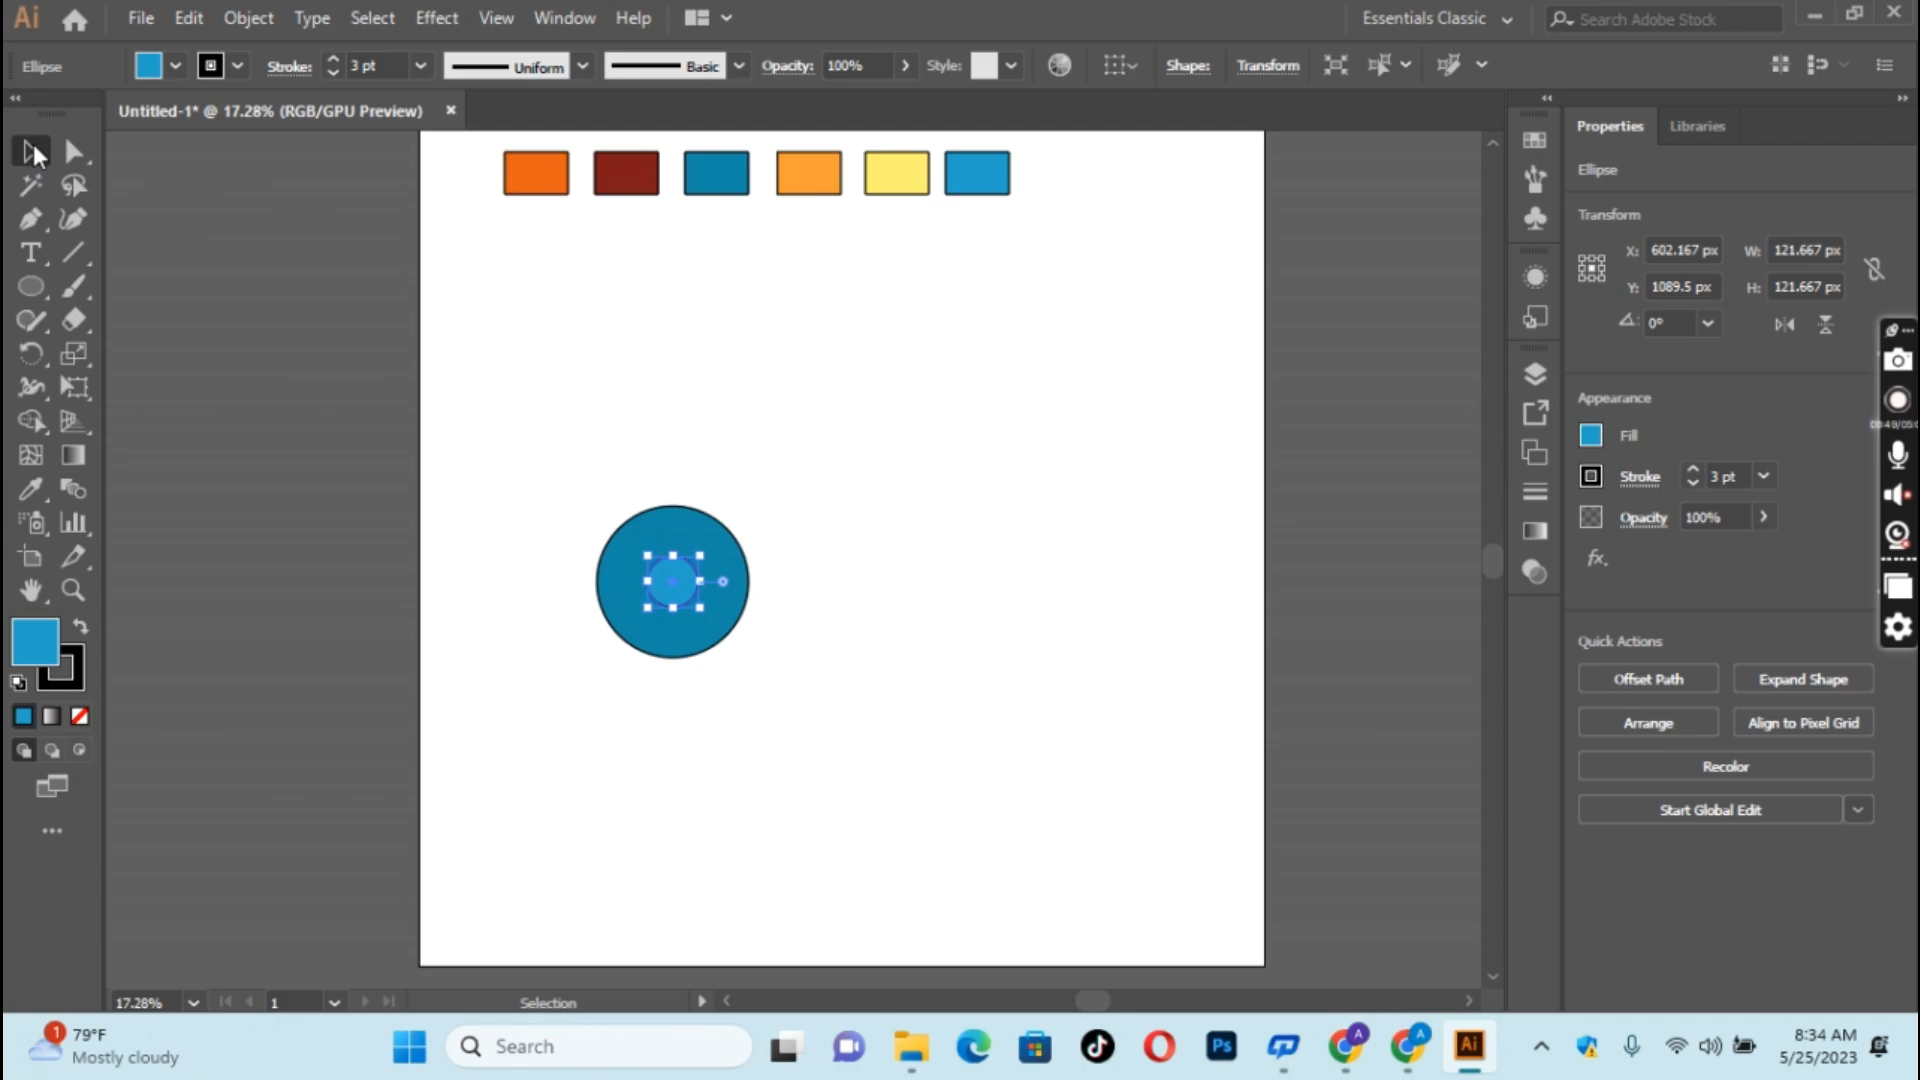 Ai File Edit Object Type Select Effect View Window Help Essentials Classic Search Adobe Stock
Ellipse Stroke: 3 pt Uniform Basic Opacity: 100% Style: Shape: Transform
Untitled-1* @ 17.28% (RGB/GPU Preview)
Properties Libraries
Ellipse
Transform
X: 602.167 px W: 121.667 px
Y: 1089.5 px H: 121.667 px
0°
Appearance
Fill
Stroke 3 pt
Opacity 100%
fx.
Quick Actions
Offset Path Expand Shape
Arrange Align to Pixel Grid
Recolor
Start Global Edit
17.28% 1 Selection
1 79°F
Mostly cloudy
Search
Ps
A
A
Ai
8:34 AM
5/25/2023